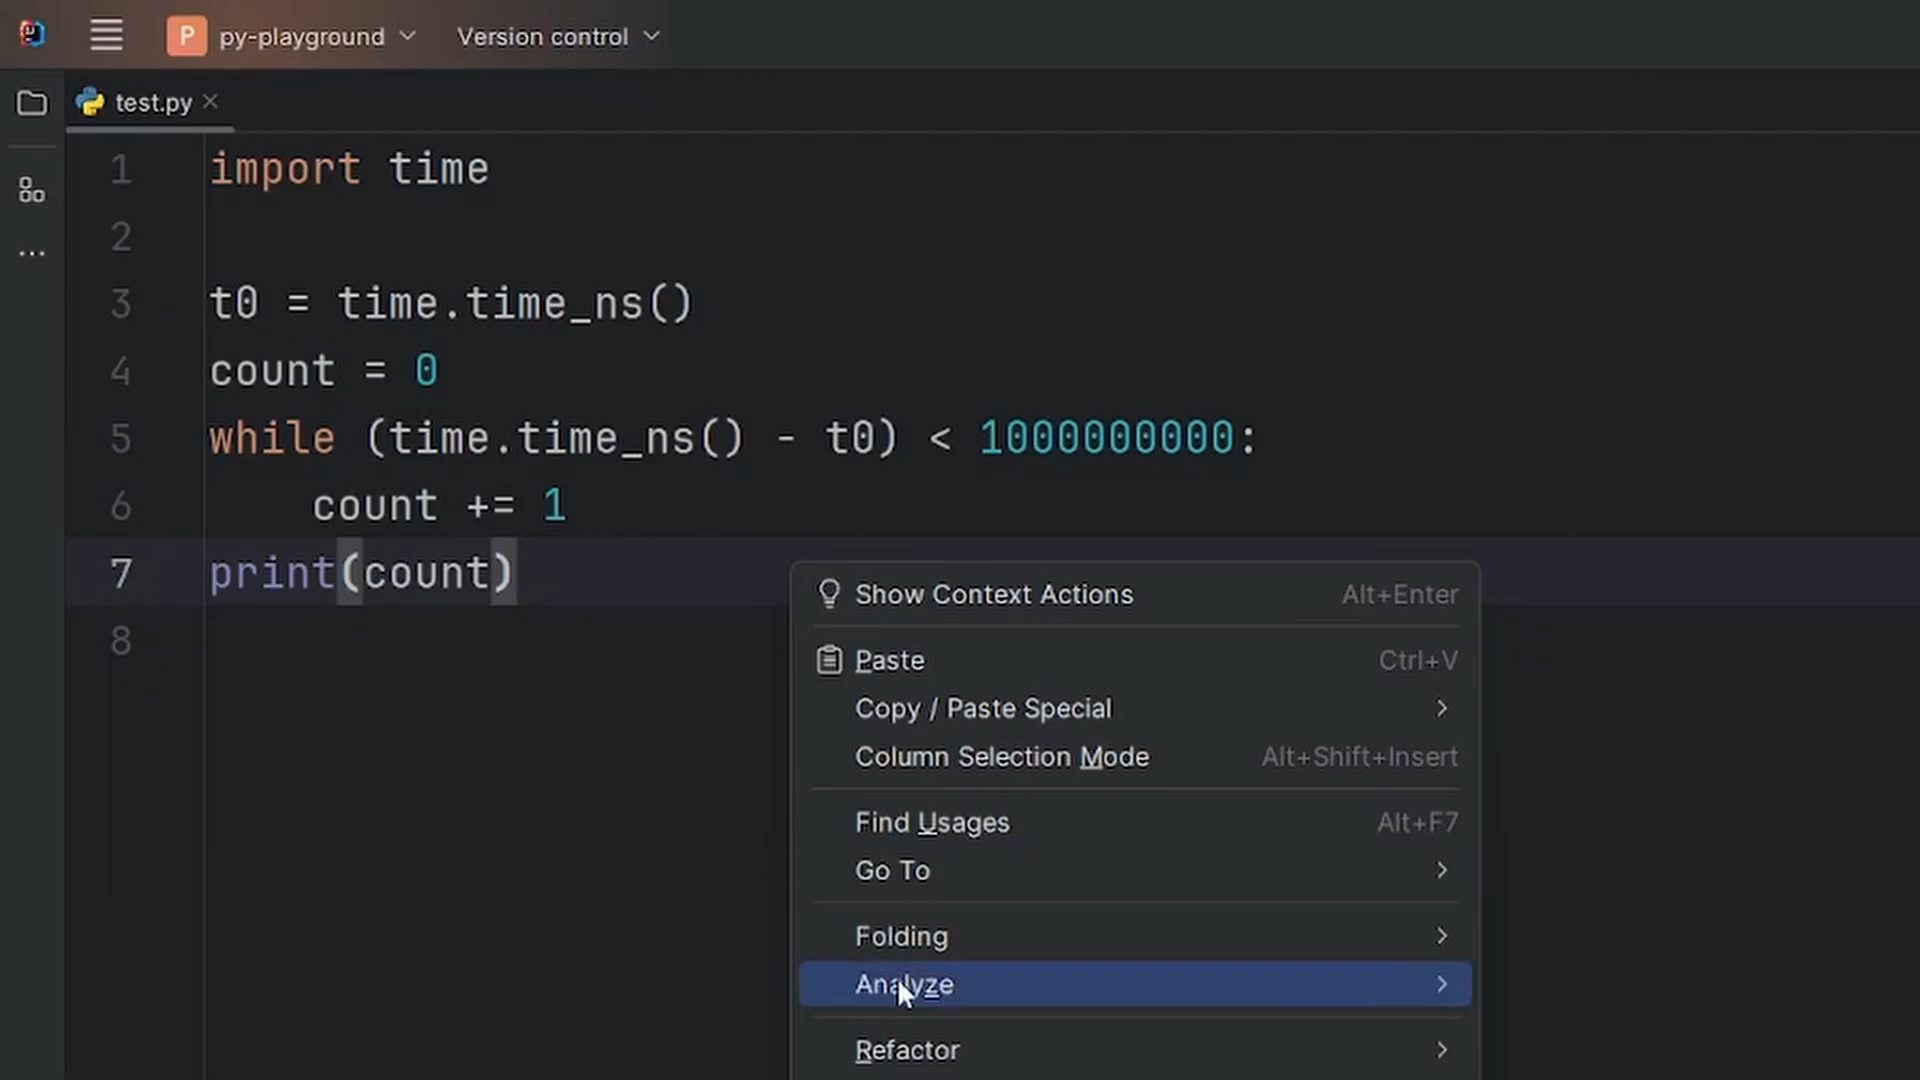 P py-playground Version control
test.py
1 import time
2
3 t0 = time.time_ns()
4 count = 0
5 while (time.time_ns() - t0) < 1000000000:
6     count += 1
7 print(count)
8
Show Context Actions Alt+Enter
Paste Ctrl+V
Copy / Paste Special
Column Selection Mode Alt+Shift+Insert
Find Usages Alt+F7
Go To
Folding
Analyze
Refactor